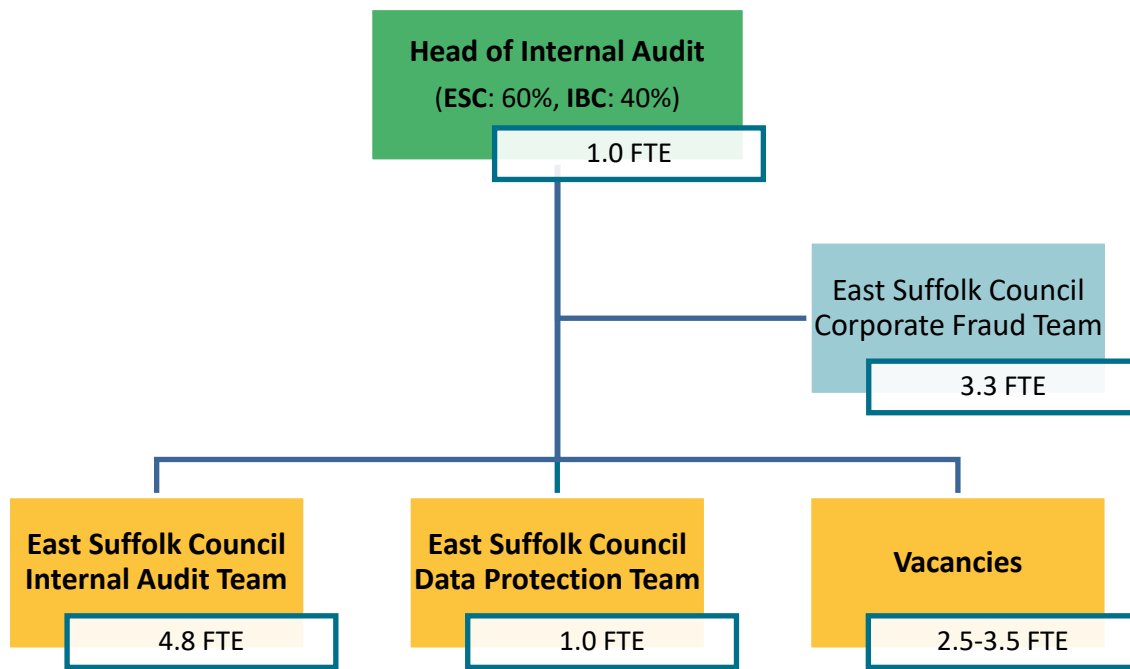 Head of Internal Audit
(ESC: 60%, IBC: 40%)
1.0 FTE
East Suffolk Council
Corporate Fraud Team
3.3 FTE
East Suffolk Council
Internal Audit Team
4.8 FTE
East Suffolk Council
Data Protection Team
1.0 FTE
Vacancies
2.5-3.5 FTE